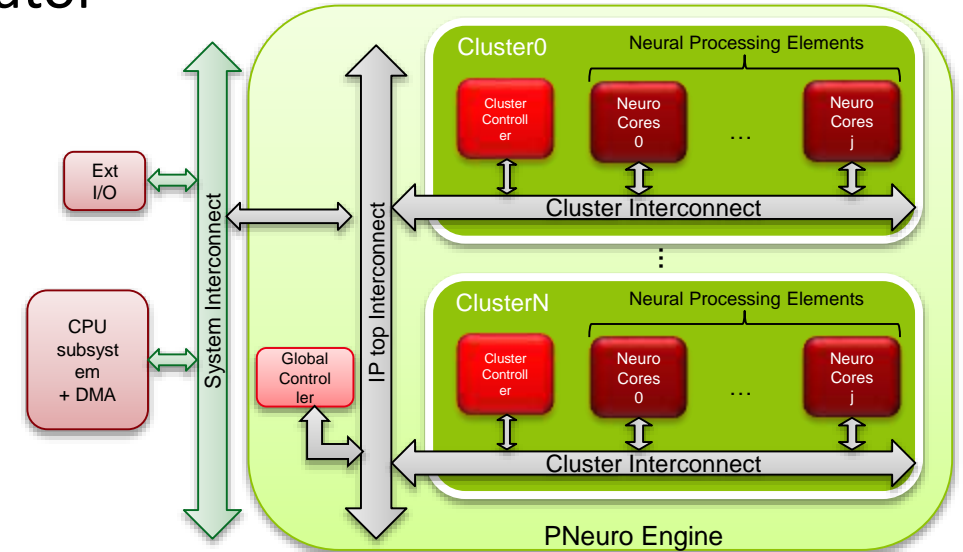 Cluster0
Neural Processing Elements
Cluster
Controll
er
Neuro
Cores
0
...
Neuro
Cores
j
Cluster Interconnect
Ext
I/O
System Interconnect
IP top Interconnect
⋮
CPU
subsyst
em
+ DMA
Global
Control
ler
ClusterN
Neural Processing Elements
Cluster
Controll
er
Neuro
Cores
0
...
Neuro
Cores
j
Cluster Interconnect
PNeuro Engine